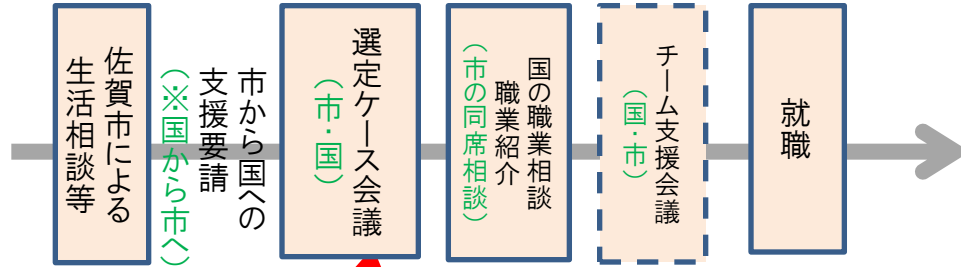 佐賀市による
生活相談等
市から国への
支援要請
（※国から市へ）
選定ケース会議
（市・国）
国の職業相談
職業紹介
（市の同席相談）
チーム支援会議
（国・市）
就職